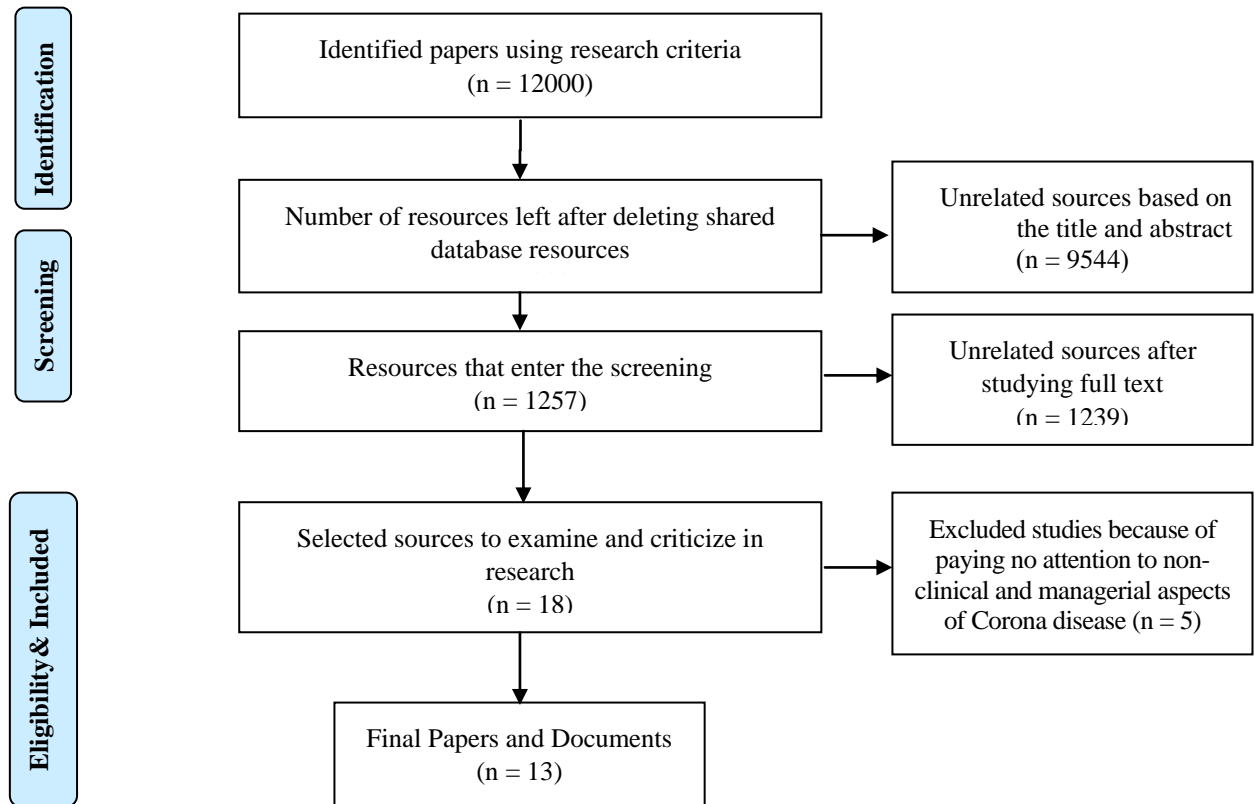 Identification
Identified papers using research criteria
(n = 12000)
Number of resources left after deleting shared
database resources
Unrelated sources based on
the title and abstract
(n = 9544)
Screening
Resources that enter the screening
(n = 1257)
Unrelated sources after
studying full text
(n = 1239)
Eligibility& Included
Selected sources to examine and criticize in
research
(n = 18)
Excluded studies because of
paying no attention to non-
clinical and managerial aspects
of Corona disease (n = 5)
Final Papers and Documents
(n = 13)